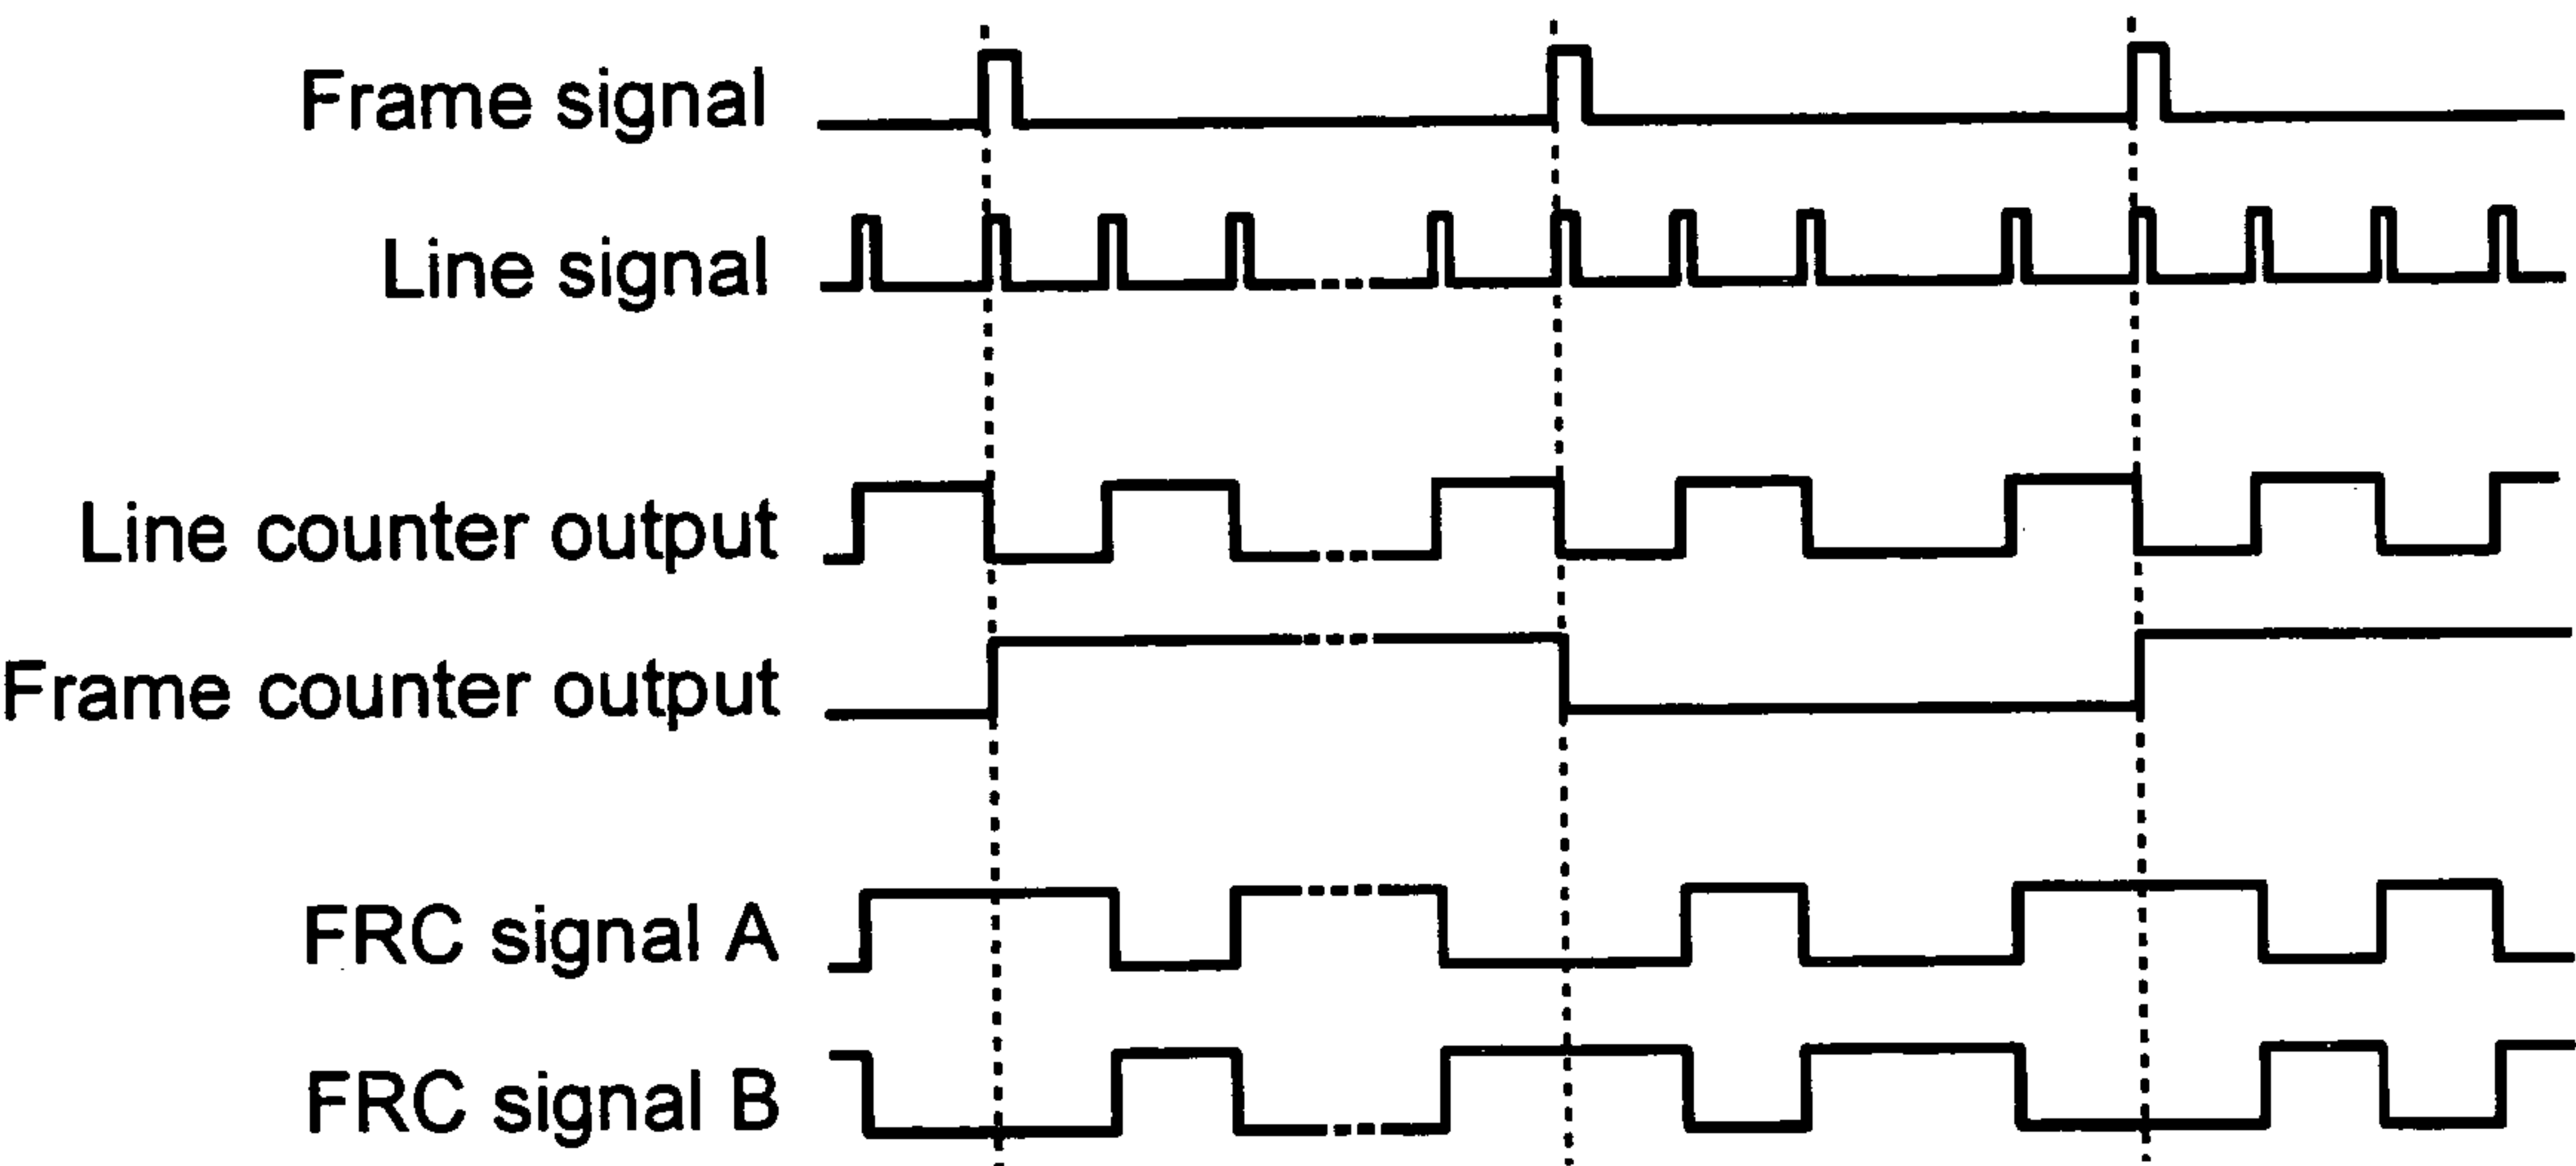 Frame signal
Line signal
Line counter output
Frame counter output
FRC signal A
FRC signal B